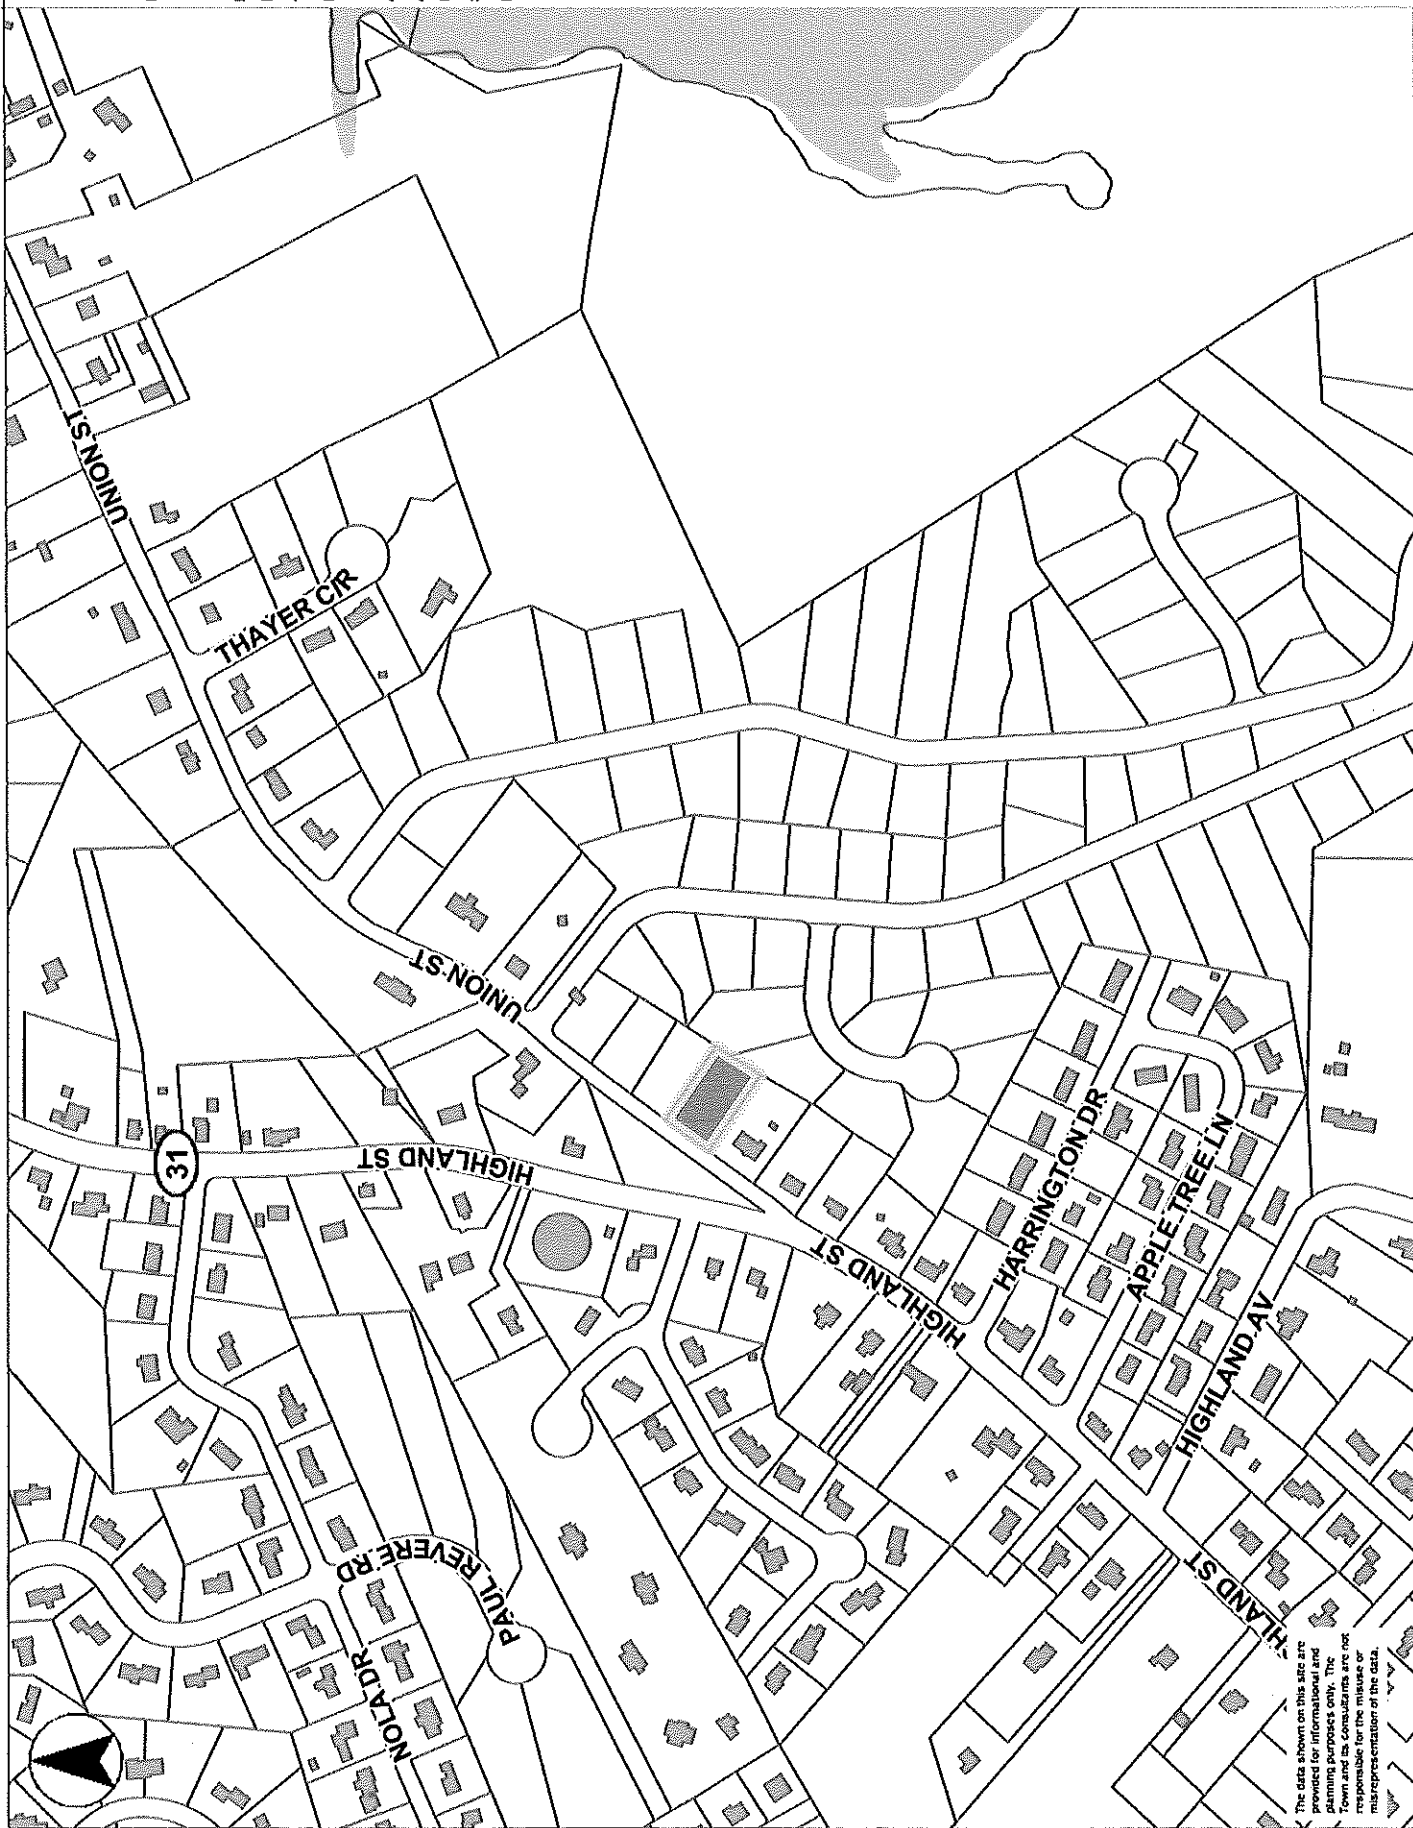 UNION ST
THAYER CIR
UNION ST
31
HIGHLAND ST
HIGHLAND ST
HARRINGTON DR
APPLE TREE LN
HIGHLAND AV
PAUL REVERE RD
NOLA DR
HLAND ST
The data shown on this site are
provided for informational and
planning purposes only. The
Town and its consultants are not
responsible for the misuse or
misrepresentation of the data.